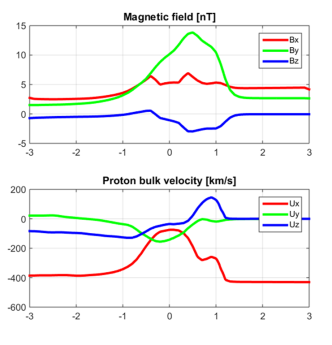 Magnetic field [nT]
15
10
5
0
-5
Bx
By
Bz
-3 -2 -1 0 1 2 3
Proton bulk velocity [km/s]
200
0
-200
-400
-600
Ux
Uy
Uz
-3 -2 -1 0 1 2 3